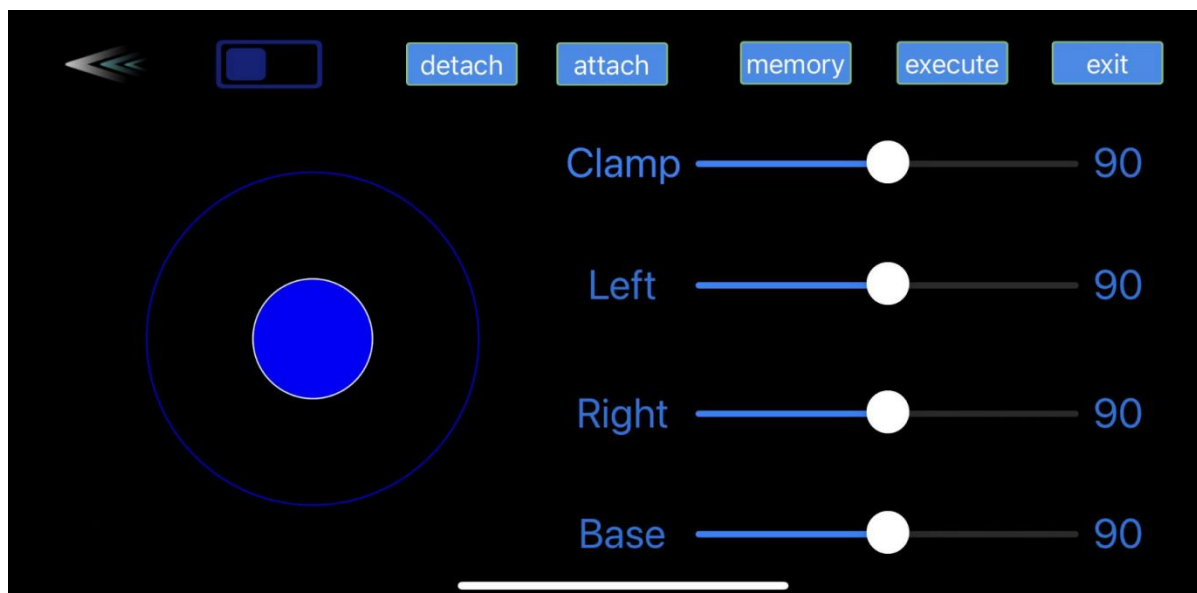 detach attach memory execute exit
Clamp 90
Left 90
Right 90
Base 90